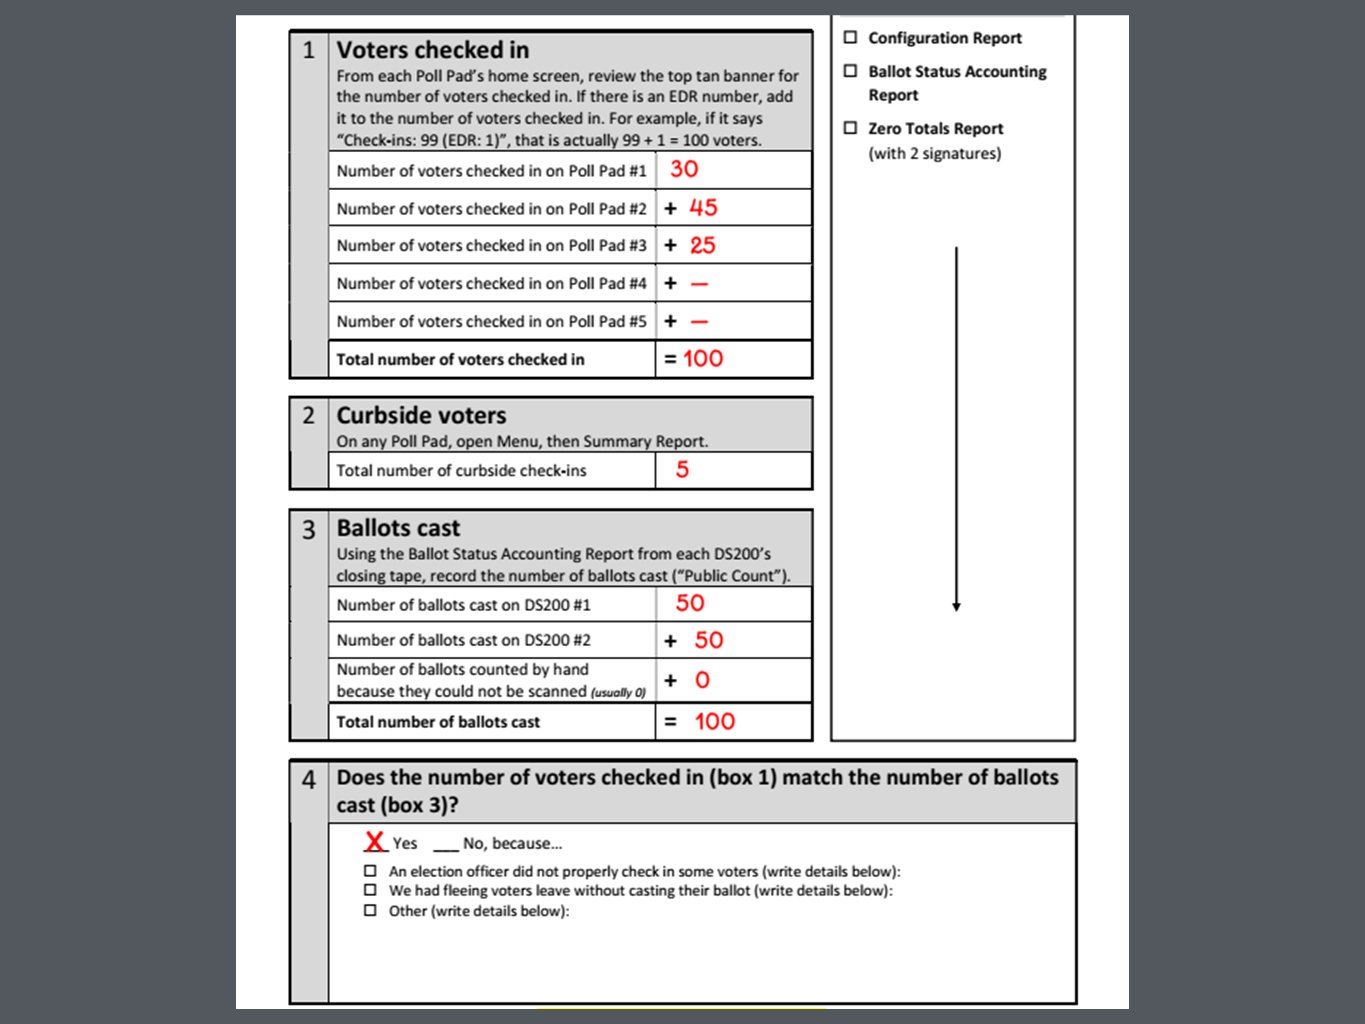 1 Voters checked in
From each Poll Pad's home screen, review the top tan banner for
the number of voters checked in. If there is an EDR number, add
it to the number of voters checked in. For example, if it says
"Check-ins: 99 (EDR: 1)", that is actually 99 + 1 = 100 voters.
Number of voters checked in on Poll Pad #1 30
Number of voters checked in on Poll Pad #2 + 45
Number of voters checked in on Poll Pad #3 + 25
Number of voters checked in on Poll Pad #4 + —
Number of voters checked in on Poll Pad #5 + —
Total number of voters checked in = 100
2 Curbside voters
On any Poll Pad, open Menu, then Summary Report.
Total number of curbside check-ins 5
3 Ballots cast
Using the Ballot Status Accounting Report from each DS200's
closing tape, record the number of ballots cast ("Public Count").
Number of ballots cast on DS200 #1 50
Number of ballots cast on DS200 #2 + 50
Number of ballots counted by hand
because they could not be scanned (usually 0) + 0
Total number of ballots cast = 100
☐ Configuration Report
☐ Ballot Status Accounting
Report
☐ Zero Totals Report
(with 2 signatures)
4 Does the number of voters checked in (box 1) match the number of ballots
cast (box 3)?
X Yes ___ No, because...
☐ An election officer did not properly check in some voters (write details below):
☐ We had fleeing voters leave without casting their ballot (write details below):
☐ Other (write details below):